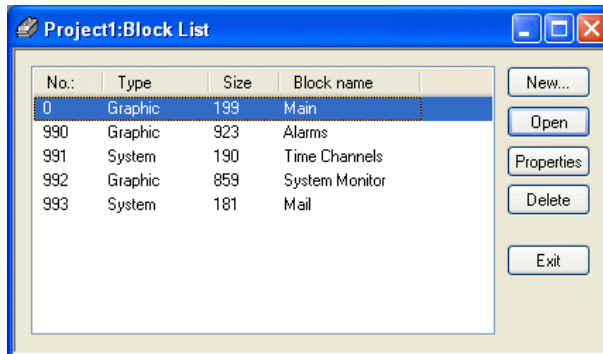 Project1:Block List
No.: Type Size Block name
0 Graphic 199 Main
990 Graphic 923 Alarms
991 System 190 Time Channels
992 Graphic 859 System Monitor
993 System 181 Mail
New...
Open
Properties
Delete
Exit